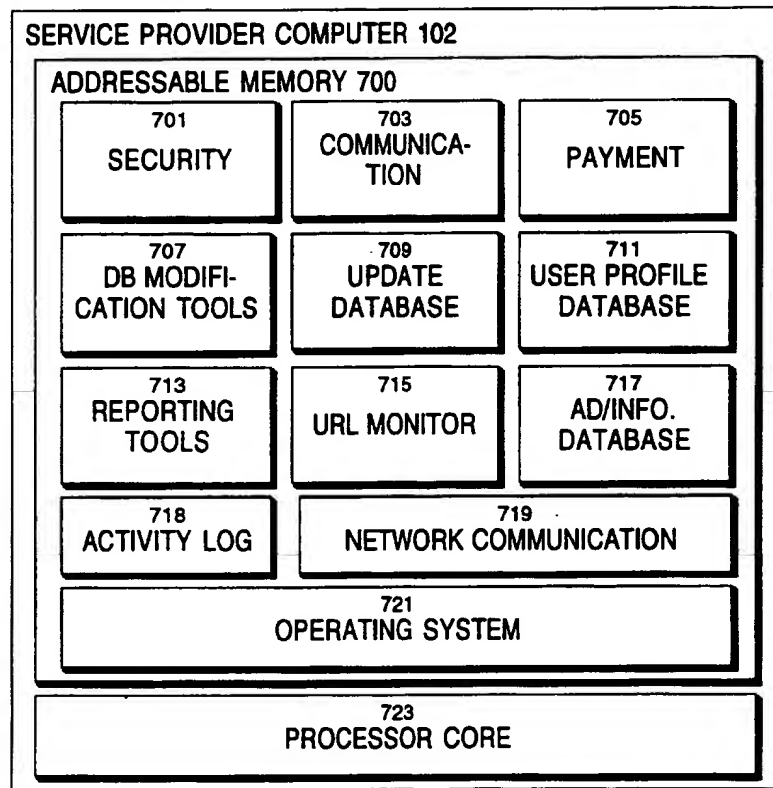 SERVICE PROVIDER COMPUTER 102
ADDRESSABLE MEMORY 700
701
SECURITY
703
COMMUNICA-
TION
705
PAYMENT
707
DB MODIFI-
CATION TOOLS
709
UPDATE
DATABASE
711
USER PROFILE
DATABASE
713
REPORTING
TOOLS
715
URL MONITOR
717
AD/INFO.
DATABASE
718
ACTIVITY LOG
719
NETWORK COMMUNICATION
721
OPERATING SYSTEM
723
PROCESSOR CORE